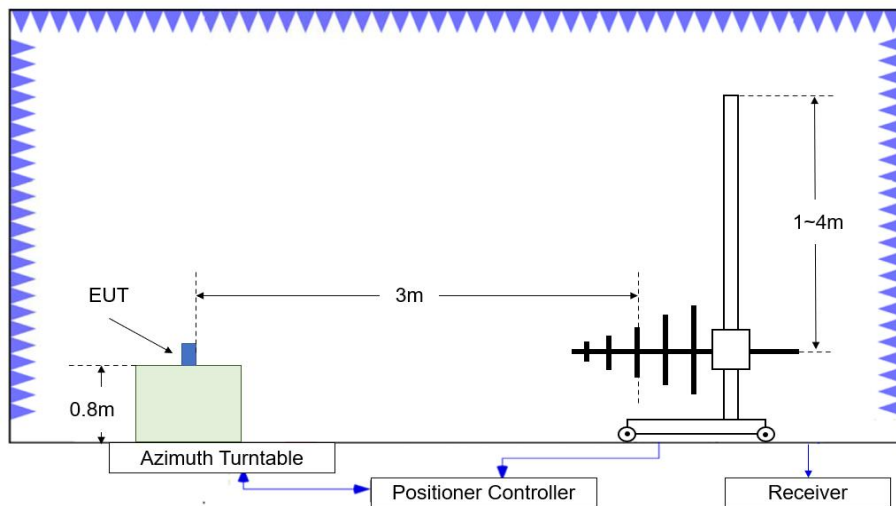 1~4m
EUT
3m
0.8m
Azimuth Turntable
Positioner Controller
Receiver